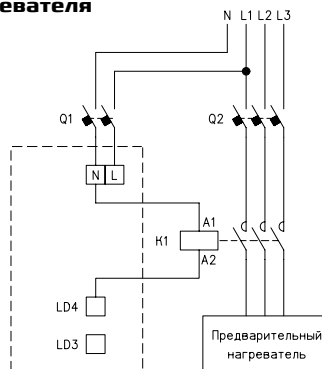 евателя
N L1 L2 L3
Q1
Q2
N L
A1
K1
A2
LD4
LD3
Предварительный
нагреватель